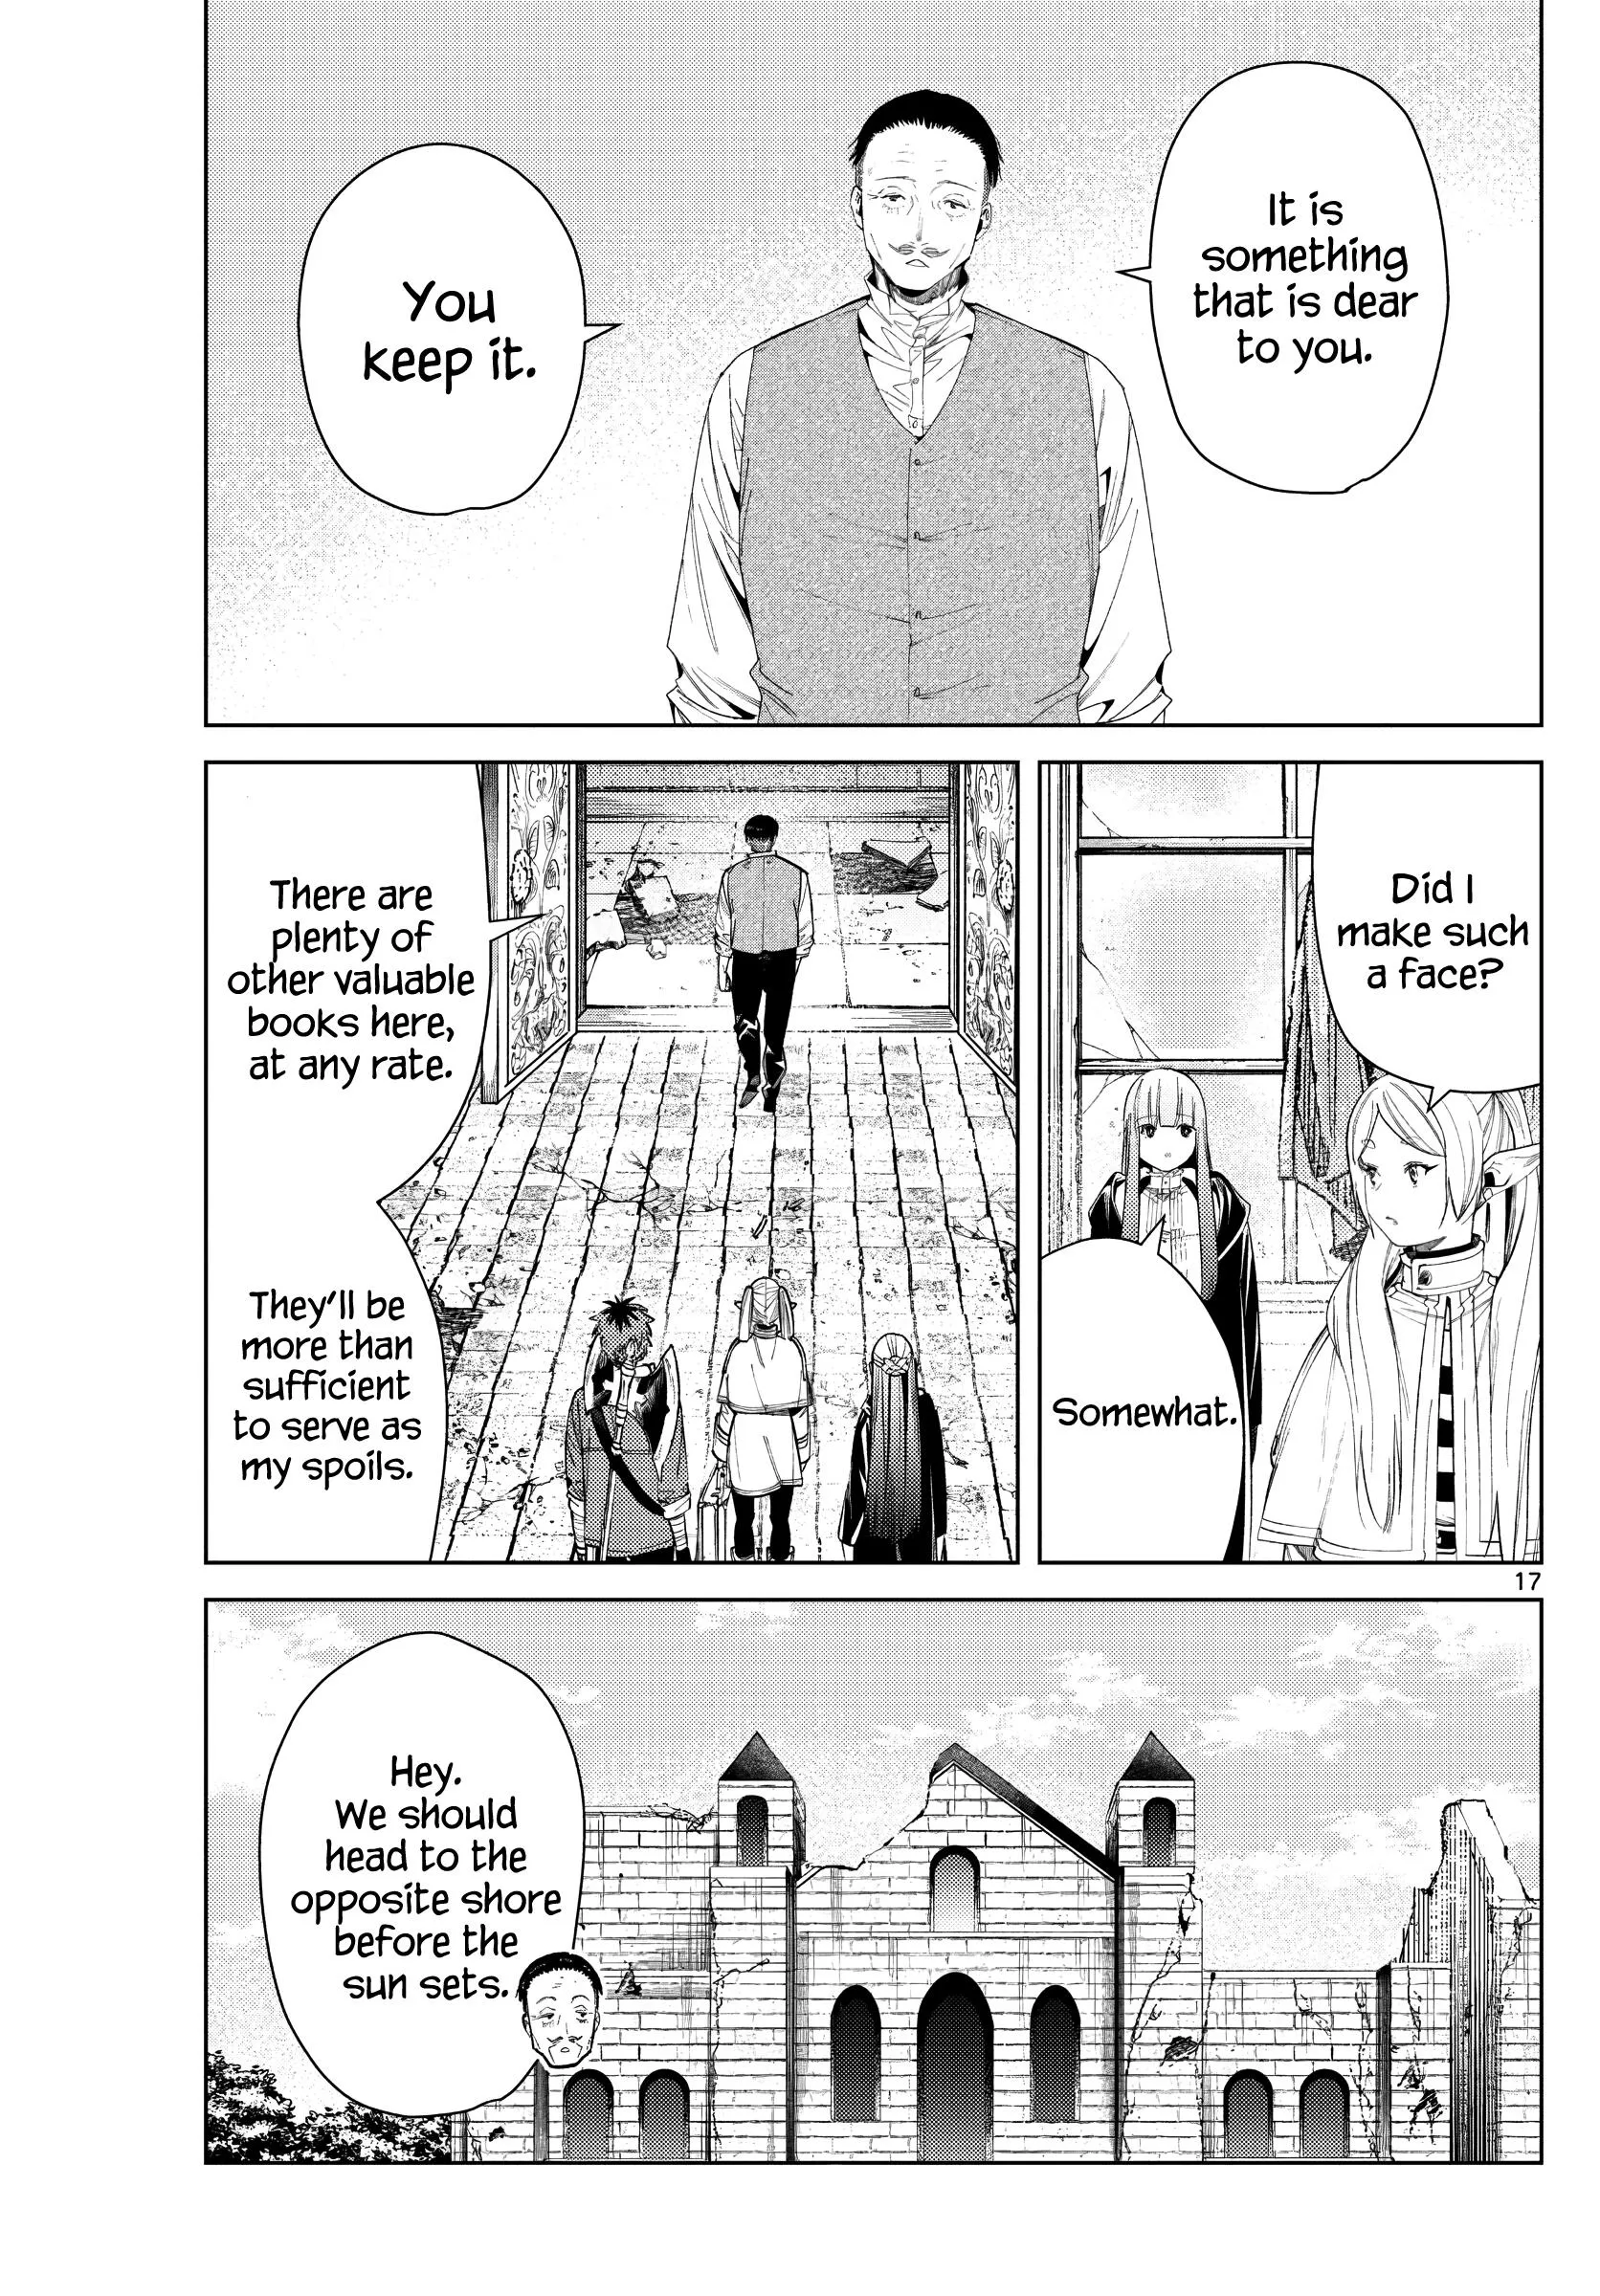 It is
something
that is dear
to you.
You
keep it.
Did I
make such
a face?
Somewhat.
There are
plenty of
other valuable
books here,
at any rate.
They'll be
more than
sufficient
to serve as
my spoils.
17
Hey.
We should
head to the
opposite shore
before the
sun sets.